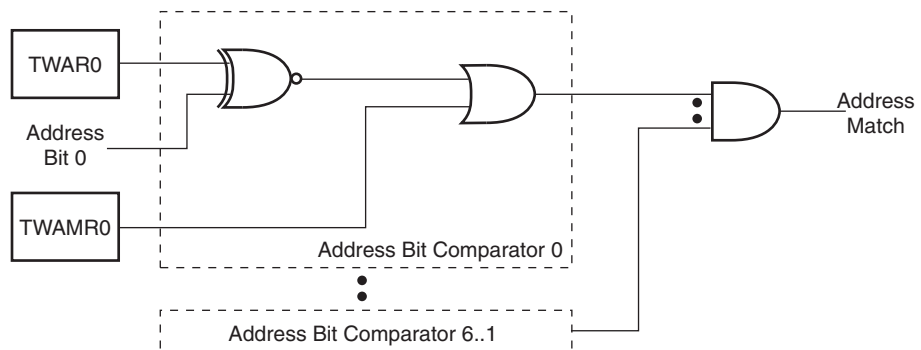 TWAR0
Address
Bit 0
TWAMR0
Address Bit Comparator 0
Address
Match
Address Bit Comparator 6..1